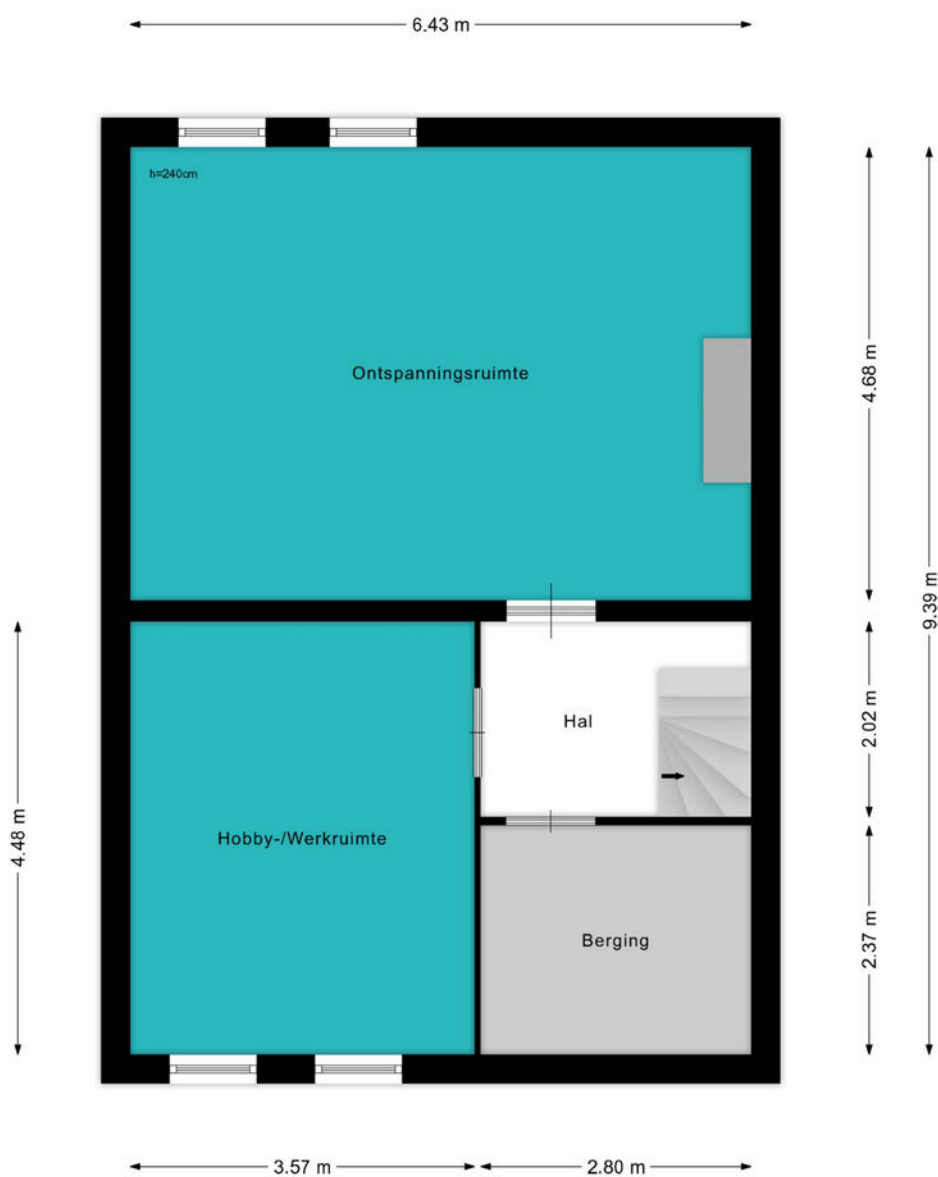 6.43 m
h=240cm
Ontspanningsruimte
4.68 m
9.39 m
Hal
2.02 m
4.48 m
Hobby-/Werkruimte
Berging
2.37 m
3.57 m
2.80 m